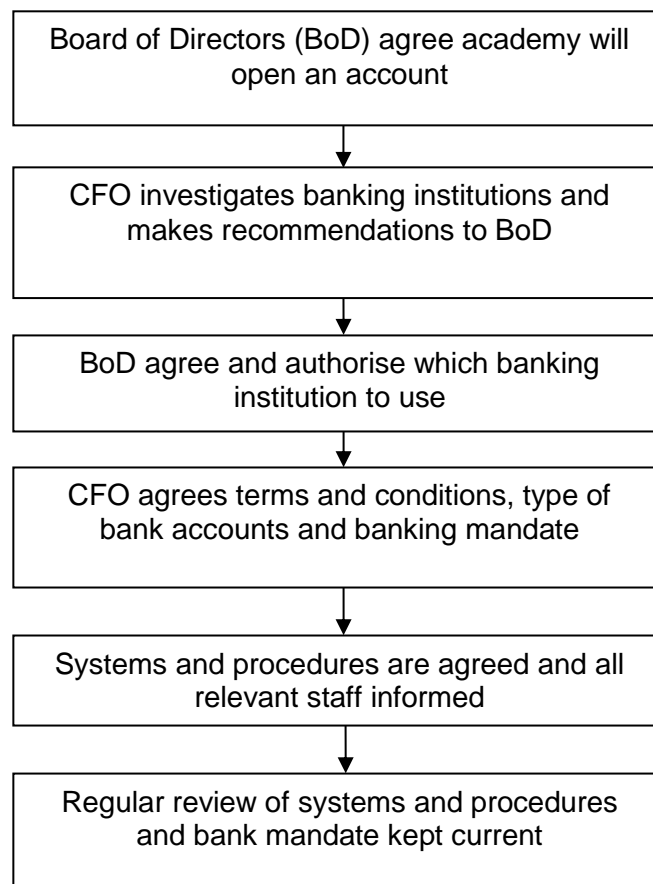 Board of Directors (BoD) agree academy will
open an account
CFO investigates banking institutions and
makes recommendations to BoD
BoD agree and authorise which banking
institution to use
CFO agrees terms and conditions, type of
bank accounts and banking mandate
Systems and procedures are agreed and all
relevant staff informed
Regular review of systems and procedures
and bank mandate kept current